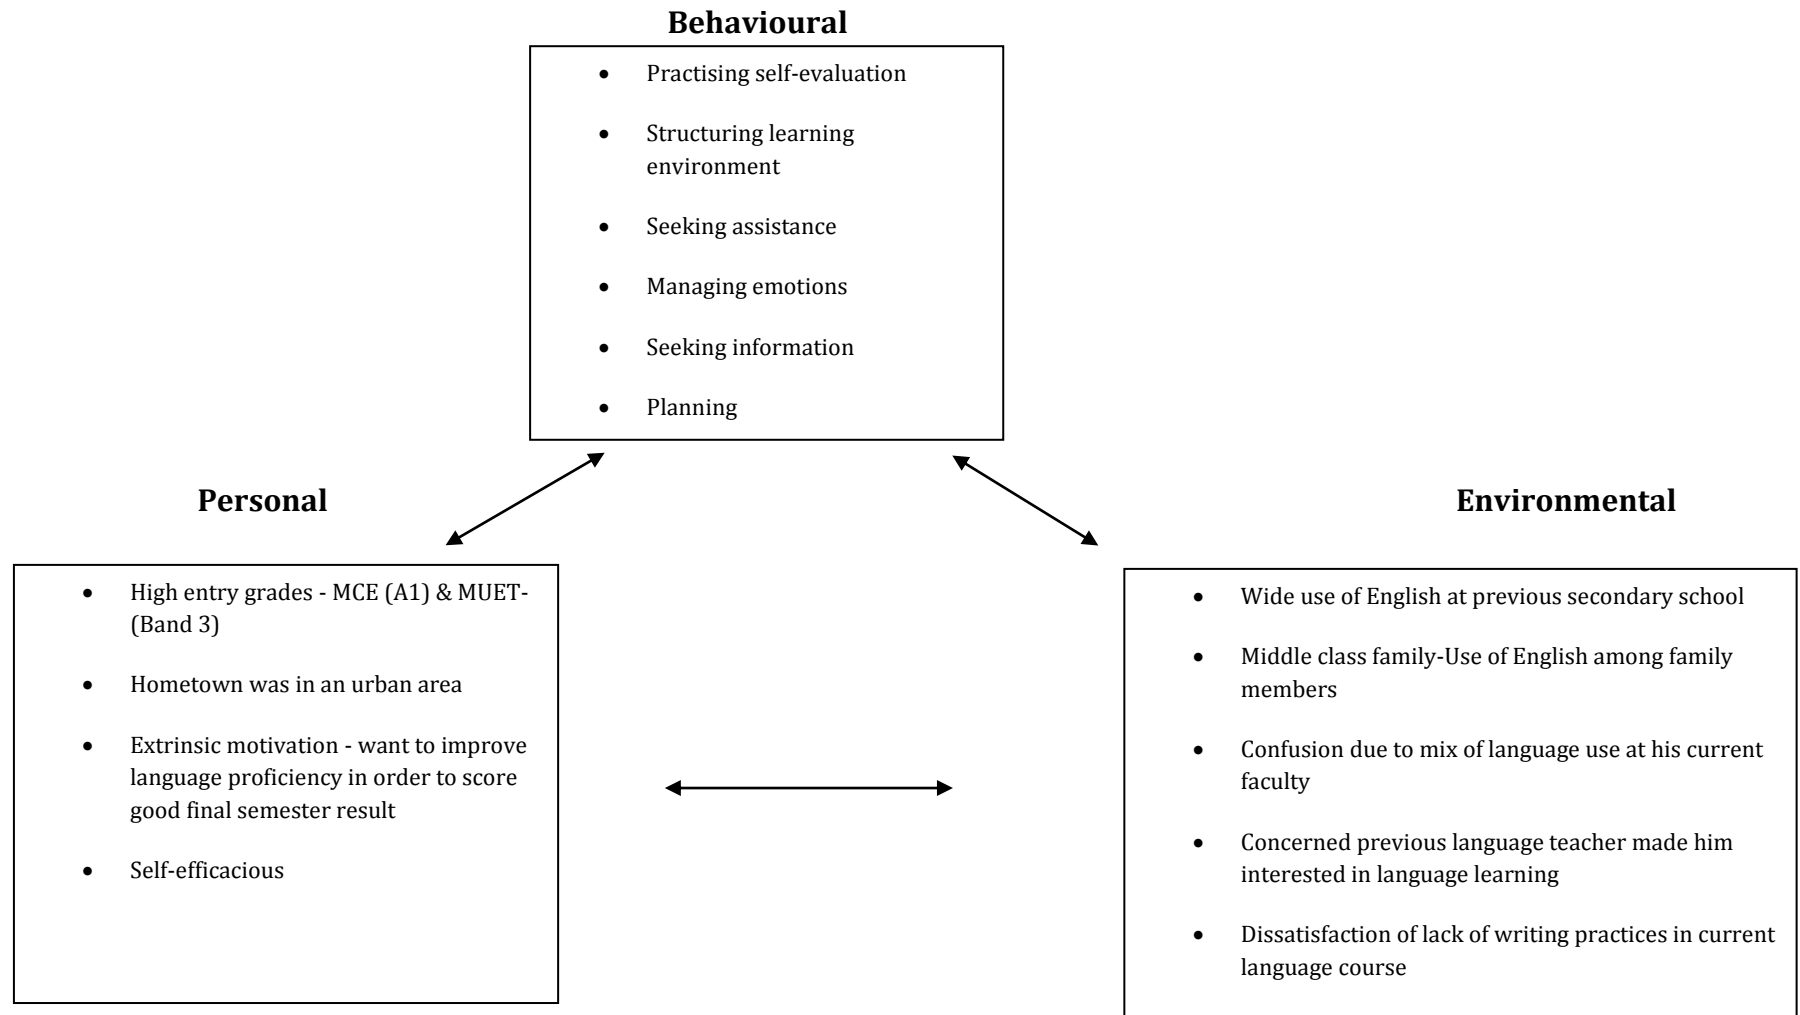 Behavioural
• Practising self-evaluation
• Structuring learning
environment
• Seeking assistance
• Managing emotions
• Seeking information
• Planning
Personal
• High entry grades - MCE (A1) & MUET-
(Band 3)
• Hometown was in an urban area
• Extrinsic motivation - want to improve
language proficiency in order to score
good final semester result
• Self-efficacious
Environmental
• Wide use of English at previous secondary school
• Middle class family-Use of English among family
members
• Confusion due to mix of language use at his current
faculty
• Concerned previous language teacher made him
interested in language learning
• Dissatisfaction of lack of writing practices in current
language course